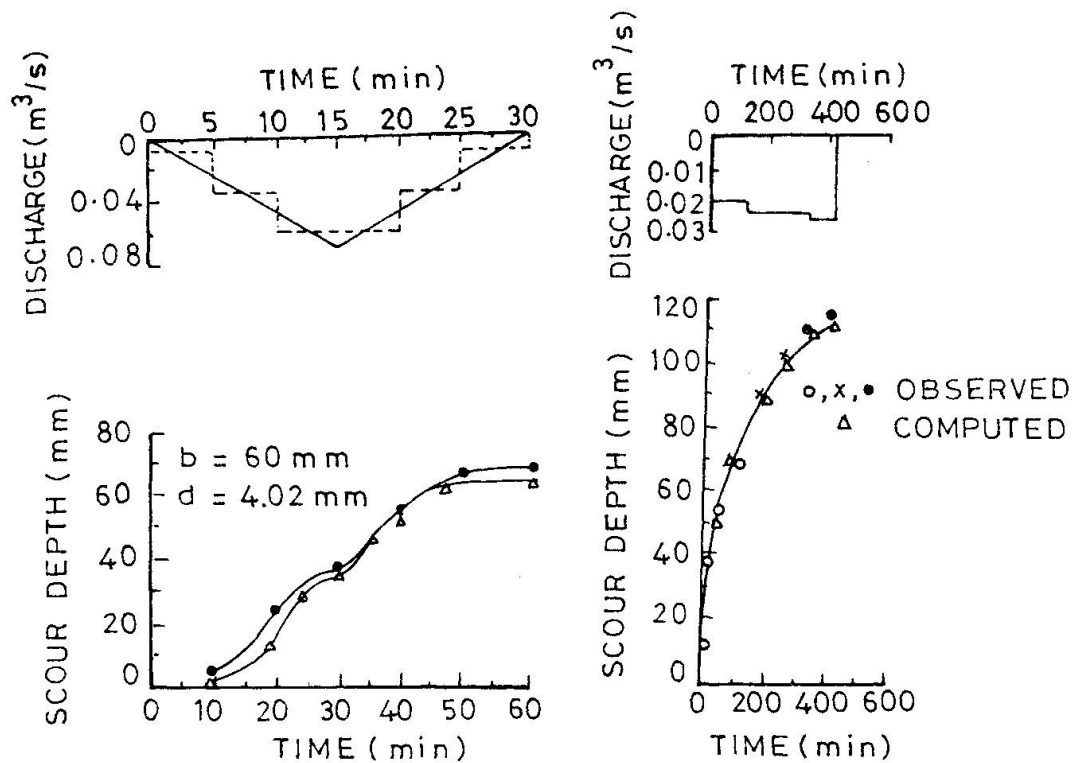 TIME (min)
0 5 10 15 20 25 30
DISCHARGE (m³/s)
0
0.04
0.08
TIME (min)
0 200 400 600
DISCHARGE (m³/s)
0
0.01
0.02
0.03
SCOUR DEPTH (mm)
80
60
40
20
0
b = 60 mm
d = 4.02 mm
0 10 20 30 40 50 60
TIME (min)
SCOUR DEPTH (mm)
120
100
80
60
40
20
0
o, x, ● OBSERVED
△ COMPUTED
0 200 400 600
TIME (min)